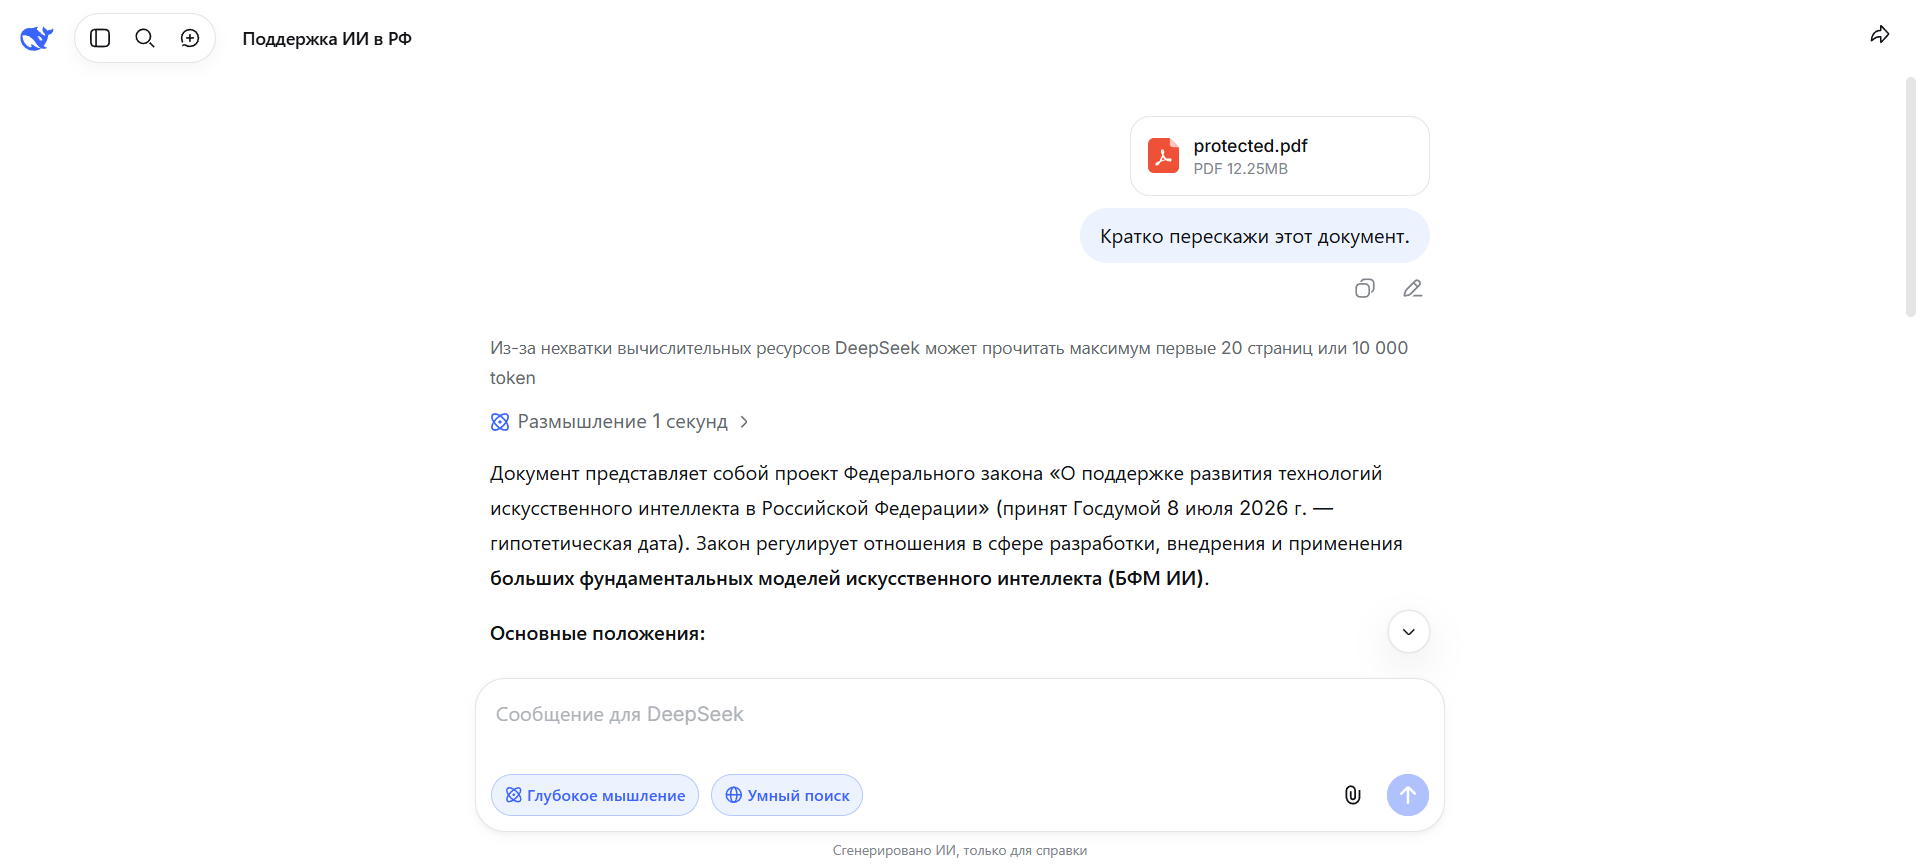 Поддержка ИИ в РФ
protected.pdf
PDF 12.25MB
Кратко перескажи этот документ.
Из-за нехватки вычислительных ресурсов DeepSeek может прочитать максимум первые 20 страниц или 10 000
token
Размышление 1 секунд
Документ представляет собой проект Федерального закона «О поддержке развития технологий
искусственного интеллекта в Российской Федерации» (принят Госдумой 8 июля 2026 г. —
гипотетическая дата). Закон регулирует отношения в сфере разработки, внедрения и применения
больших фундаментальных моделей искусственного интеллекта (БФМ ИИ).
Основные положения:
Сообщение для DeepSeek
Глубокое мышление
Умный поиск
Сгенерировано ИИ, только для справки